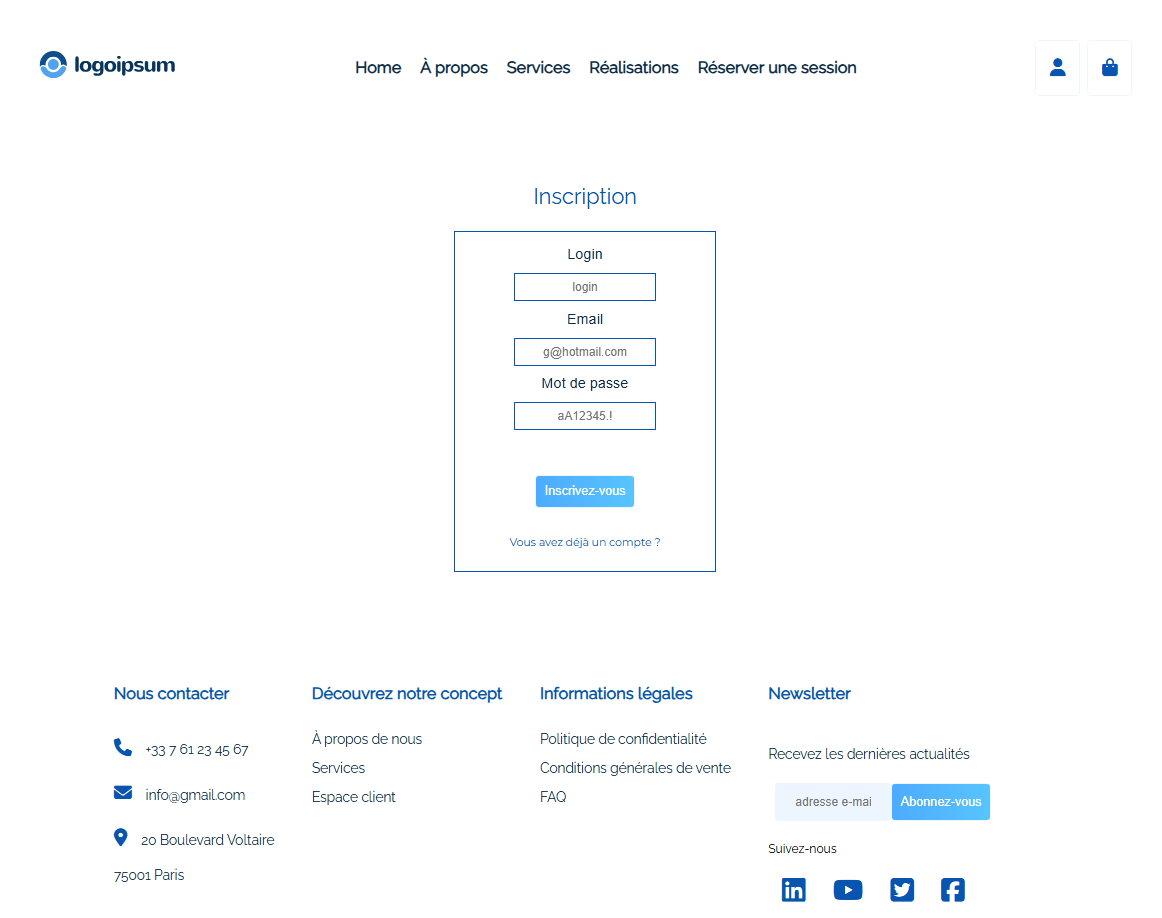 logoipsum
Home À propos Services Réalisations Réserver une session
Inscription
Login
login
Email
g@hotmail.com
Mot de passe
aA12345.!
Inscrivez-vous
Vous avez déjà un compte ?
Nous contacter
+33 7 61 23 45 67
info@gmail.com
20 Boulevard Voltaire
75001 Paris
Découvrez notre concept
À propos de nous
Services
Espace client
Informations légales
Politique de confidentialité
Conditions générales de vente
FAQ
Newsletter
Recevez les dernières actualités
adresse e-mai
Abonnez-vous
Suivez-nous